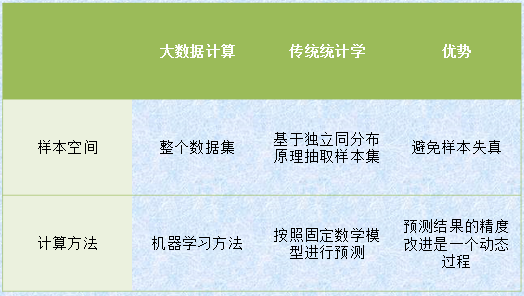 大数据计算 传统统计学 优势
样本空间 整个数据集 基于独立同分布
原理抽取样本集 避免样本失真
计算方法 机器学习方法 按照固定数学模
型进行预测 预测结果的精度
改进是一个动态
过程